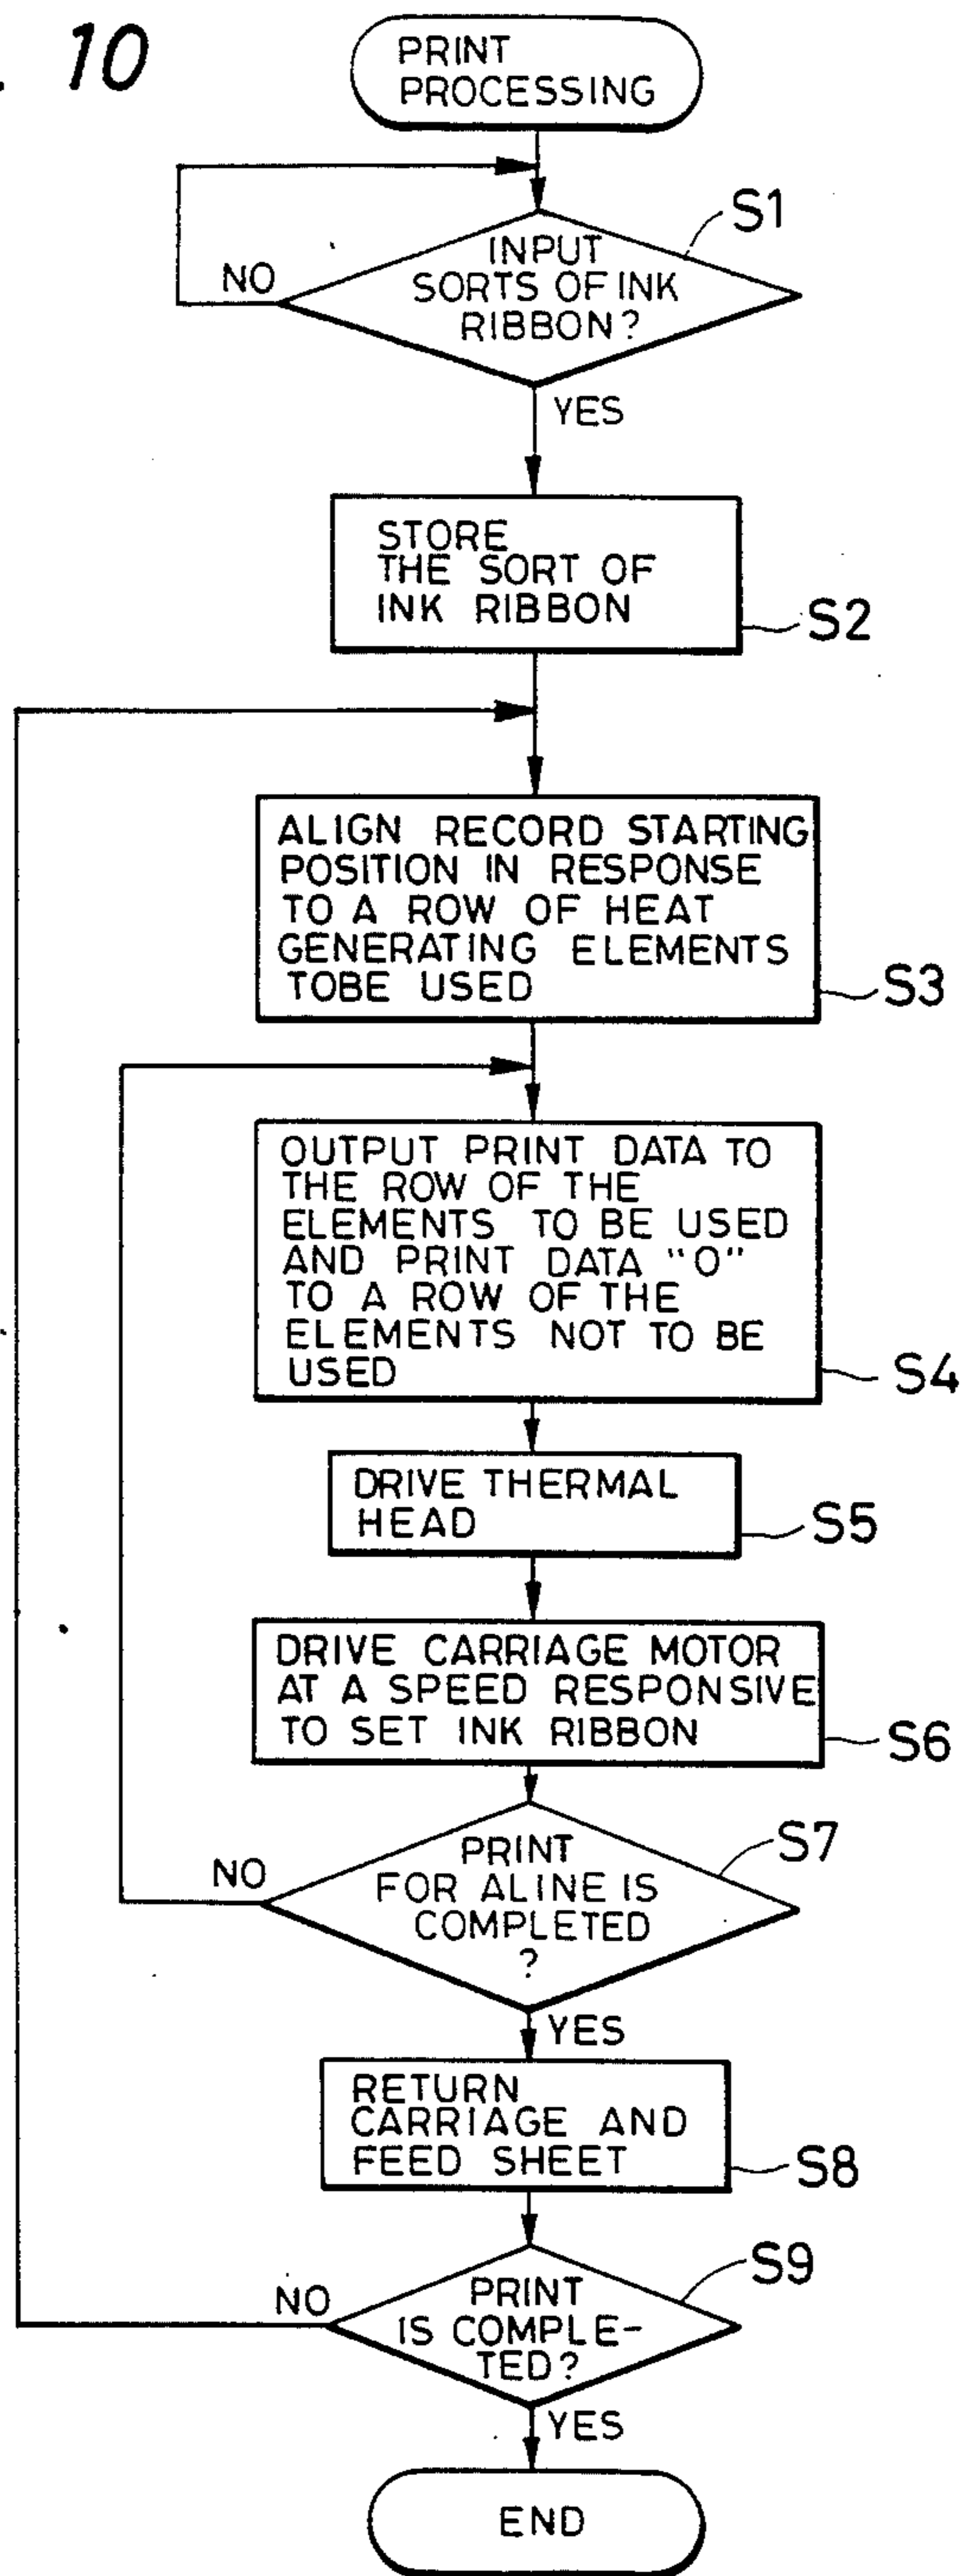 . 10
PRINT
PROCESSING
S1
INPUT
SORTS OF INK
RIBBON?
NO
YES
STORE
THE SORT OF
INK RIBBON
S2
ALIGN RECORD STARTING
POSITION IN RESPONSE
TO A ROW OF HEAT
GENERATING ELEMENTS
TOBE USED
S3
OUTPUT PRINT DATA TO
THE ROW OF THE
ELEMENTS TO BE USED
AND PRINT DATA "0"
TO A ROW OF THE
ELEMENTS NOT TO BE
USED
S4
DRIVE THERMAL
HEAD
S5
DRIVE CARRIAGE MOTOR
AT A SPEED RESPONSIVE
TO SET INK RIBBON
S6
S7
PRINT
FOR ALINE IS
COMPLETED
?
NO
YES
RETURN
CARRIAGE AND
FEED SHEET
S8
S9
PRINT
IS COMPLE-
TED?
NO
YES
END